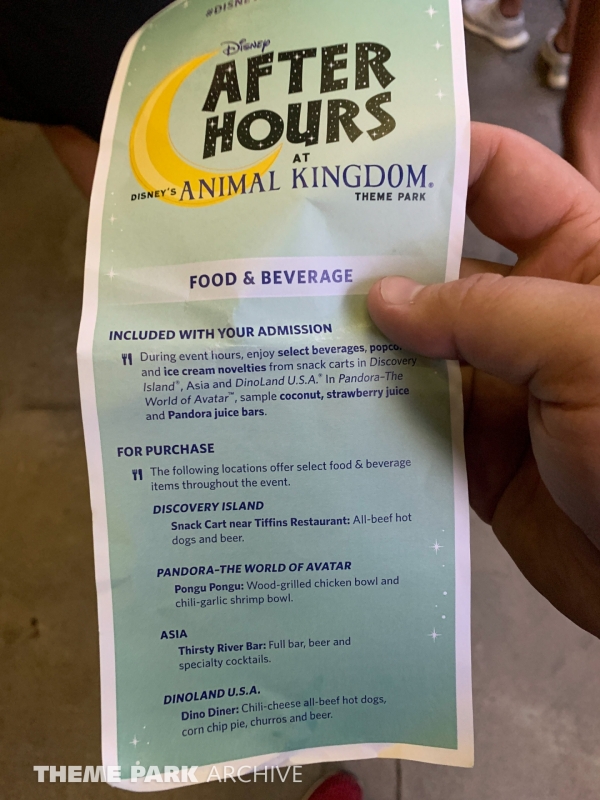 Disney
AFTER
HOURS
AT
DISNEY'S ANIMAL KINGDOM®
THEME PARK
FOOD & BEVERAGE
INCLUDED WITH YOUR ADMISSION
During event hours, enjoy select beverages,
and ice cream novelties from snack carts in Discovery
Island®, Asia and DinoLand U.S.A.® In Pandora–The
World of Avatar™, sample coconut, strawberry juice
and Pandora juice bars.
FOR PURCHASE
The following locations offer select food & beverage
items throughout the event.
DISCOVERY ISLAND
Snack Cart near Tiffins Restaurant: All-beef hot
dogs and beer.
PANDORA–THE WORLD OF AVATAR
Pongu Pongu: Wood-grilled chicken bowl and
chili-garlic shrimp bowl.
ASIA
Thirsty River Bar: Full bar, beer and
specialty cocktails.
DINOLAND U.S.A.
Dino Diner: Chili-cheese all-beef hot dogs,
corn chip pie, churros and beer.
THEME PARK ARCHIVE